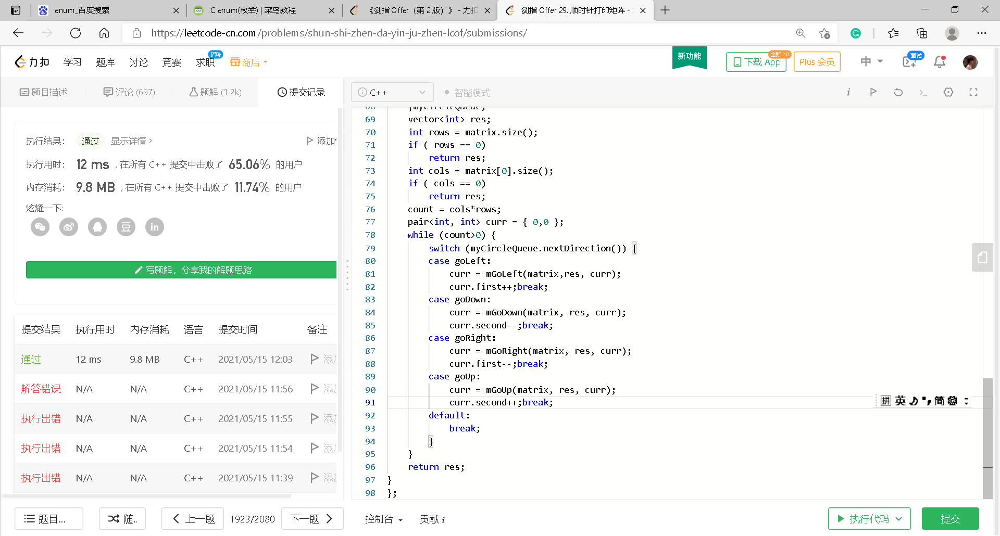 enum_百度搜索
C enum(枚举) | 菜鸟教程
《剑指 Offer（第 2 版）》 - 力扣
剑指 Offer 29. 顺时针打印矩阵 -
https://leetcode-cn.com/problems/shun-shi-zhen-da-yin-ju-zhen-lcof/submissions/
力扣
学习
题库
讨论
竞赛
求职
招聘
商店
新功能
下载 App
全新 2.0
Plus 会员
中
面试
题目描述
评论 (697)
题解 (1.2k)
提交记录
C++
智能模式
执行结果：
通过
显示详情 ›
添加
执行用时：
12 ms , 在所有 C++ 提交中击败了 65.06% 的用户
内存消耗：
9.8 MB , 在所有 C++ 提交中击败了 11.74% 的用户
炫耀一下:
豆
in
写题解，分享我的解题思路
提交结果 执行用时 内存消耗 语言 提交时间 备注
通过 12 ms 9.8 MB C++ 2021/05/15 12:03
解答错误 N/A N/A C++ 2021/05/15 11:56
执行出错 N/A N/A C++ 2021/05/15 11:55
执行出错 N/A N/A C++ 2021/05/15 11:54
执行出错 N/A N/A C++ 2021/05/15 11:39
68 }myCircleQueue;
69 vector<int> res;
70 int rows = matrix.size();
71 if ( rows == 0)
72 return res;
73 int cols = matrix[0].size();
74 if ( cols == 0)
75 return res;
76 count = cols*rows;
77 pair<int, int> curr = { 0,0 };
78 while (count>0) {
79 switch (myCircleQueue.nextDirection()) {
80 case goLeft:
81 curr = mGoLeft(matrix,res, curr);
82 curr.first++;break;
83 case goDown:
84 curr = mGoDown(matrix, res, curr);
85 curr.second--;break;
86 case goRight:
87 curr = mGoRight(matrix, res, curr);
88 curr.first--;break;
89 case goUp:
90 curr = mGoUp(matrix, res, curr);
91 curr.second++;break;
92 default:
93 break;
94 }
95 }
96 return res;
97 }
98 };
拼 英 简
题目...
随..
上一题
1923/2080
下一题
控制台
贡献 i
执行代码
提交